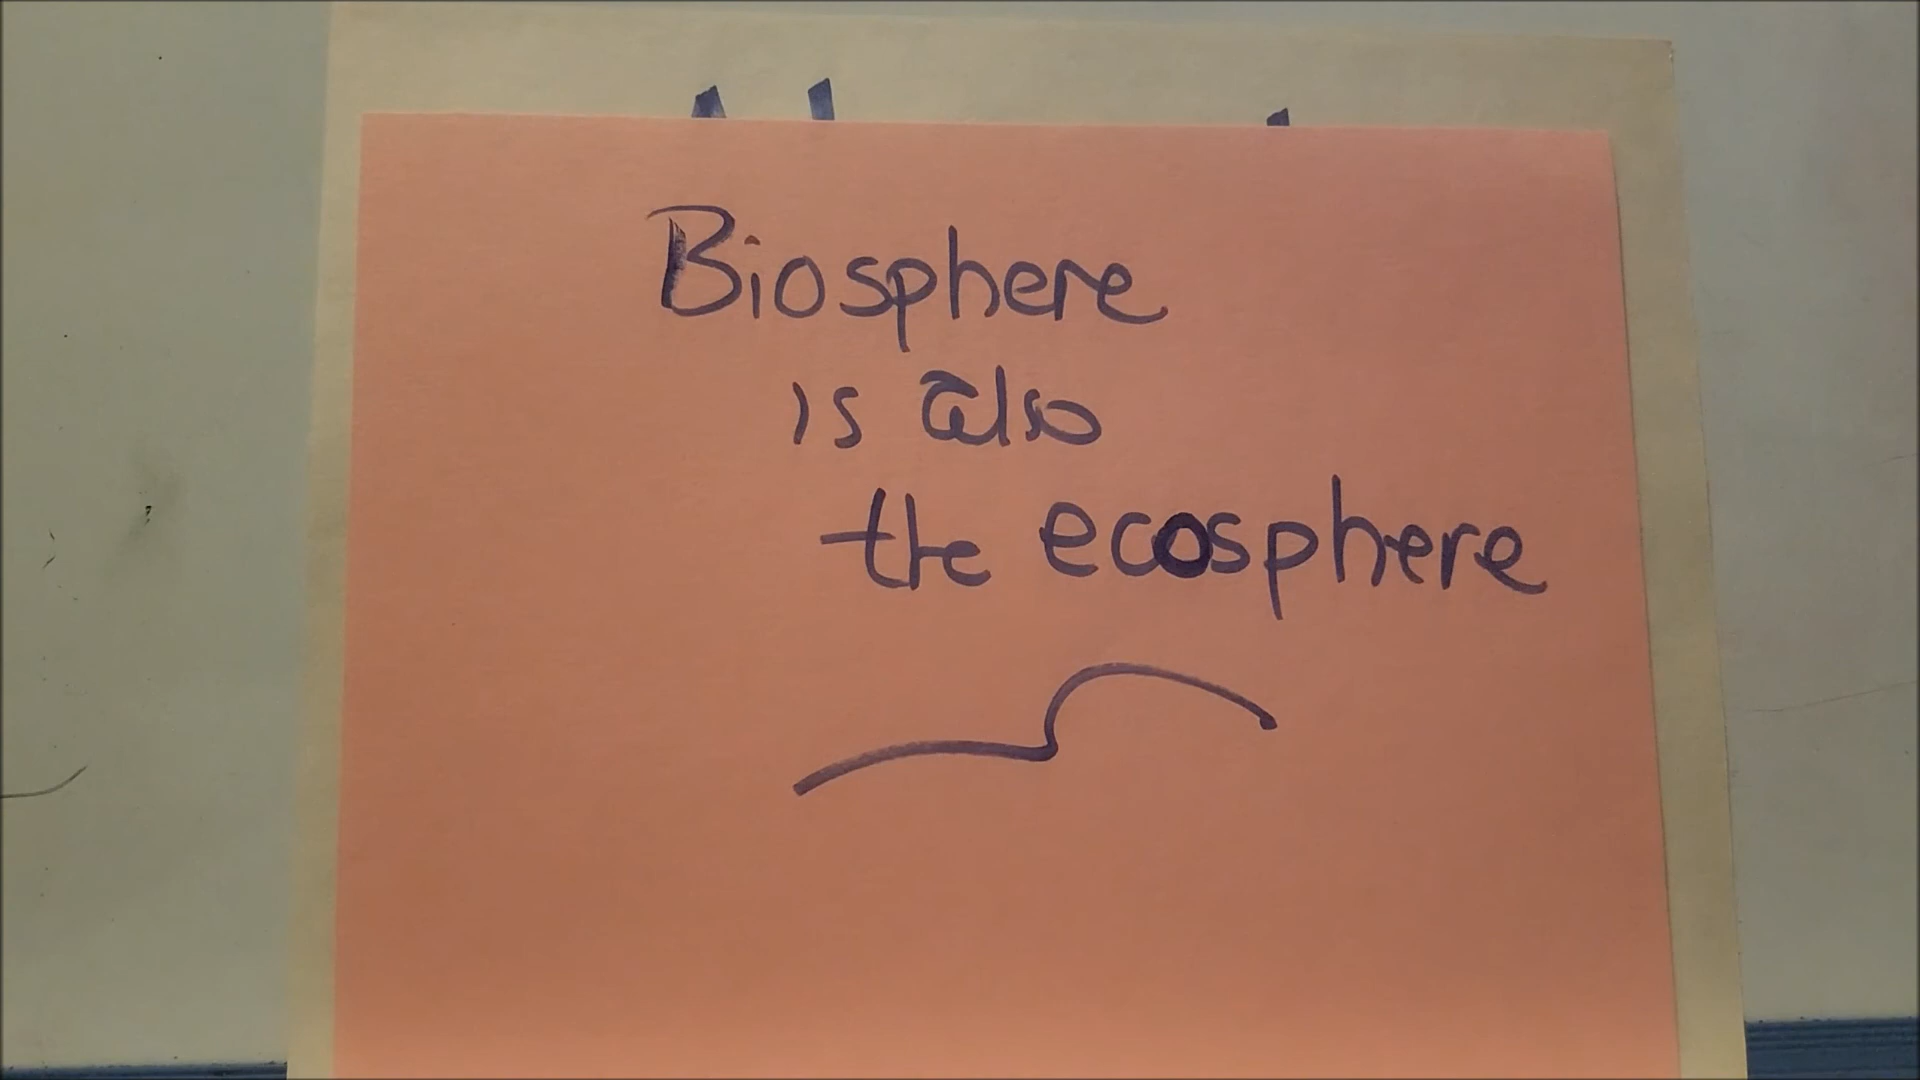 Biosphere
is also
the ecosphere